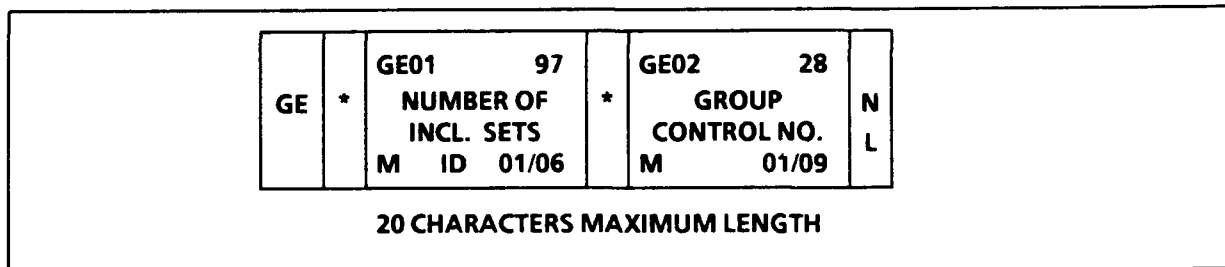 GE01 97 GE02 28
GE * NUMBER OF * GROUP N
INCL. SETS CONTROL NO. L
M ID 01/06 M 01/09
20 CHARACTERS MAXIMUM LENGTH